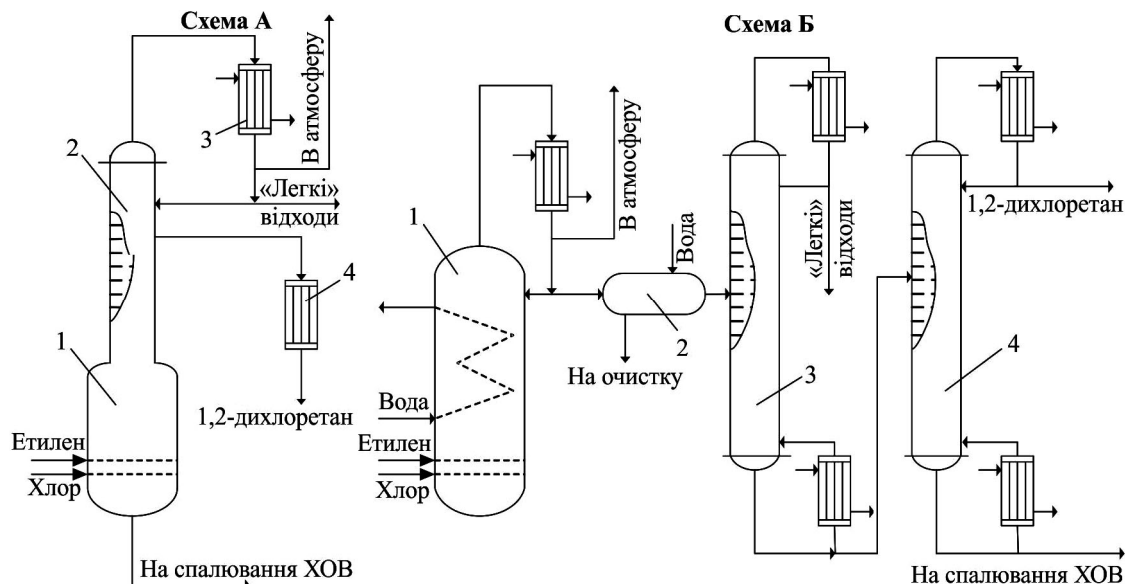 Схема А
2
3
В атмосферу
«Легкі»
відходи
4
1
1,2-дихлоретан
Етилен
Хлор
На спалювання ХОВ
Схема Б
1
В атмосферу
Вода
2
На очистку
Вода
Етилен
Хлор
«Легкі»
відходи
3
1,2-дихлоретан
4
На спалювання ХОВ